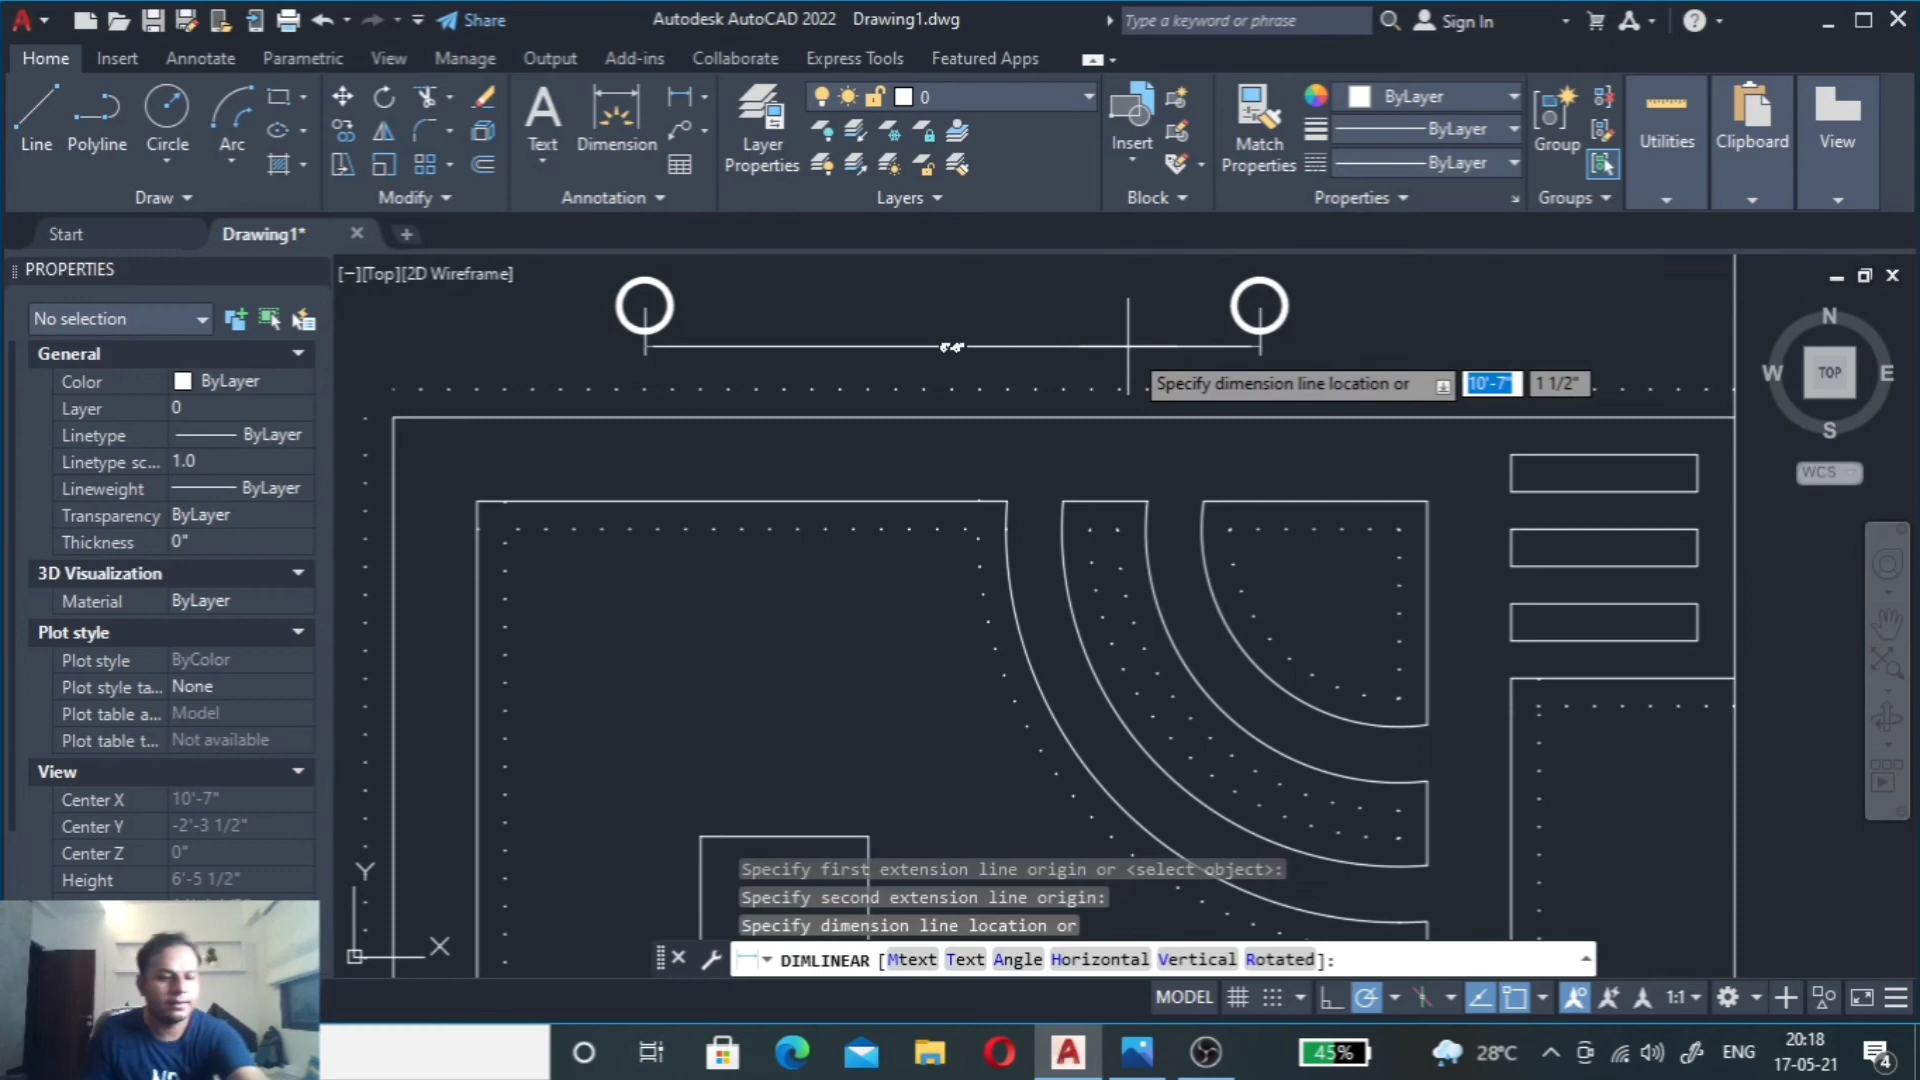 Share
Autodesk AutoCAD 2022 Drawing1.dwg
Type a keyword or phrase
Sign In
Home Insert Annotate Parametric View Manage Output Add-ins Collaborate Express Tools Featured Apps
0
ByLayer
ByLayer
ByLayer
Line Polyline Circle Arc Text Dimension Layer Properties Insert Match Properties Group Utilities Clipboard View
Draw Modify Annotation Layers Block Properties Groups
Start Drawing1*
PROPERTIES
No selection
General
Color ByLayer
Layer 0
Linetype ByLayer
Linetype sc... 1.0
Lineweight ByLayer
Transparency ByLayer
Thickness 0"
3D Visualization
Material ByLayer
Plot style
Plot style ByColor
Plot style ta... None
Plot table a... Model
Plot table t... Not available
View
Center X 10'-7"
Center Y -2'-3 1/2"
Center Z 0"
Height 6'-5 1/2"
[−][Top][2D Wireframe]
Specify dimension line location or 10'-7" 1 1/2"
N
W TOP E
S
WCS
Y
X
Specify first extension line origin or <select object>:
Specify second extension line origin:
Specify dimension line location or
DIMLINEAR [Mtext Text Angle Horizontal Vertical Rotated]:
MODEL 1:1
45% 28°C ENG 20:18
17-05-21
4